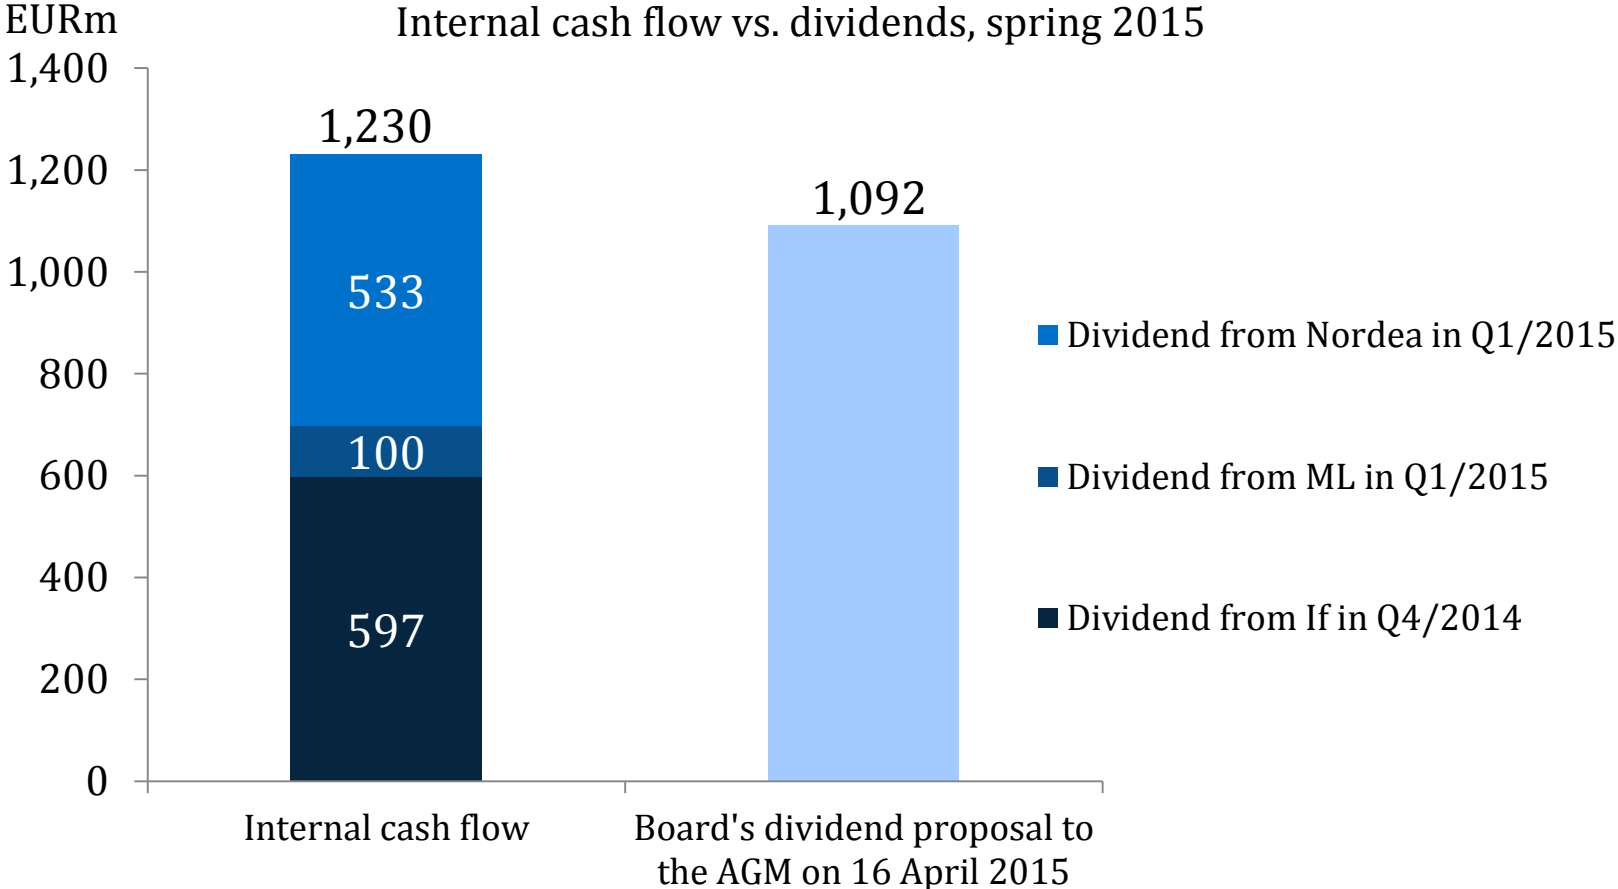 EURm
Internal cash flow vs. dividends, spring 2015
1,400
1,200
1,000
800
600
400
200
0
1,230
533
100
597
1,092
Internal cash flow
Board's dividend proposal to
the AGM on 16 April 2015
Dividend from Nordea in Q1/2015
Dividend from ML in Q1/2015
Dividend from If in Q4/2014